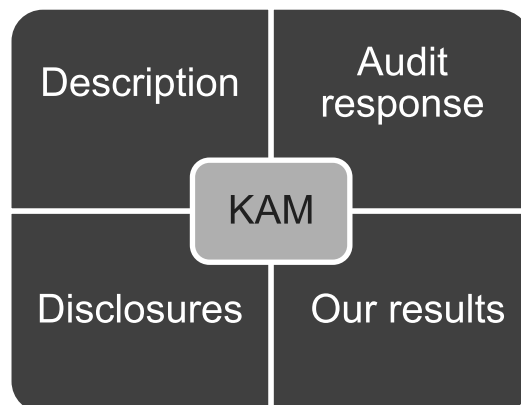 Description
Audit
response
KAM
Disclosures
Our results